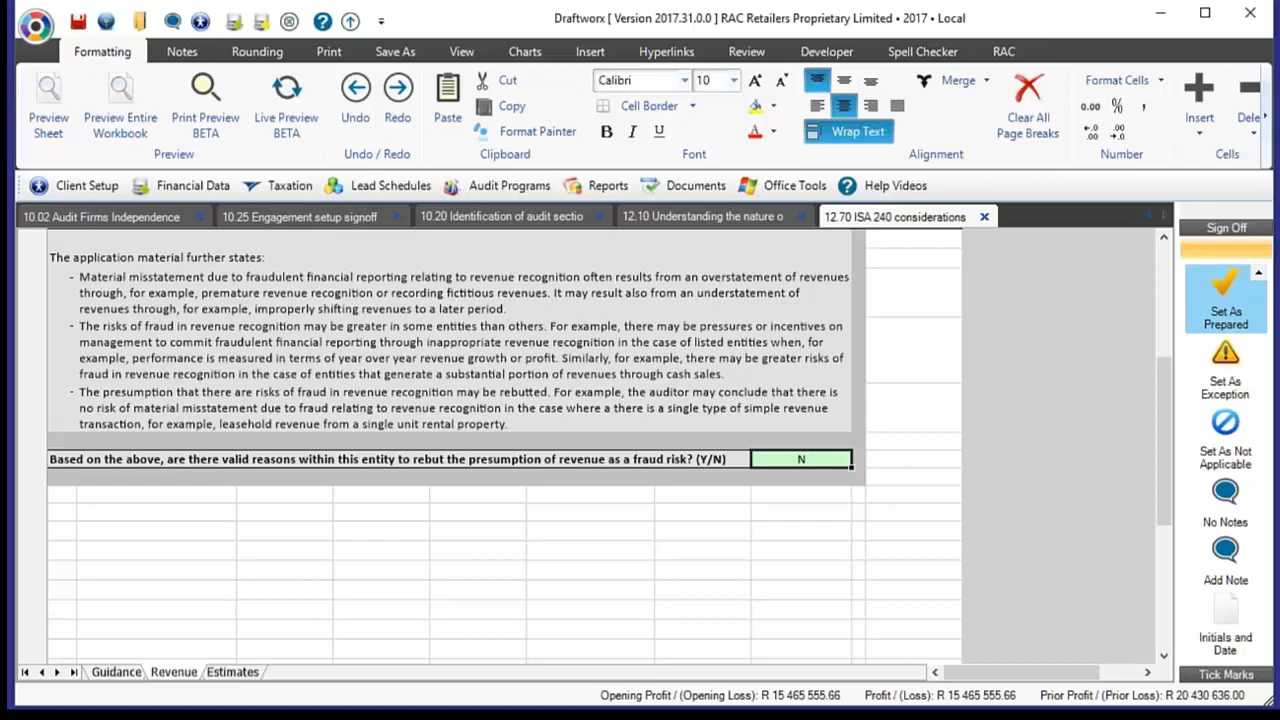 Draftworx [ Version 2017.31.0.0 ] RAC Retailers Proprietary Limited • 2017 • Local
Formatting Notes Rounding Print Save As View Charts Insert Hyperlinks Review Developer Spell Checker RAC
Preview Sheet
Preview Entire Workbook
Print Preview BETA
Live Preview BETA
Preview
Undo
Redo
Undo / Redo
Paste
Cut
Copy
Format Painter
Clipboard
Calibri 10
Cell Border
B I U
Font
Wrap Text
Merge
Clear All Page Breaks
Alignment
Format Cells
0.00 % ,
←.0 .00 .00 →.0
Number
Insert
Dele
Cells
Client Setup Financial Data Taxation Lead Schedules Audit Programs Reports Documents Office Tools Help Videos
10.02 Audit Firms Independence 10.25 Engagement setup signoff 10.20 Identification of audit sectio 12.10 Understanding the nature o 12.70 ISA 240 considerations
The application material further states:
- Material misstatement due to fraudulent financial reporting relating to revenue recognition often results from an overstatement of revenues
through, for example, premature revenue recognition or recording fictitious revenues. It may result also from an understatement of
revenues through, for example, improperly shifting revenues to a later period.
- The risks of fraud in revenue recognition may be greater in some entities than others. For example, there may be pressures or incentives on
management to commit fraudulent financial reporting through inappropriate revenue recognition in the case of listed entities when, for
example, performance is measured in terms of year over year revenue growth or profit. Similarly, for example, there may be greater risks of
fraud in revenue recognition in the case of entities that generate a substantial portion of revenues through cash sales.
- The presumption that there are risks of fraud in revenue recognition may be rebutted. For example, the auditor may conclude that there is
no risk of material misstatement due to fraud relating to revenue recognition in the case where a there is a single type of simple revenue
transaction, for example, leasehold revenue from a single unit rental property.
Based on the above, are there valid reasons within this entity to rebut the presumption of revenue as a fraud risk? (Y/N) N
Guidance Revenue Estimates
Sign Off
Set As
Prepared
Set As
Exception
Set As Not
Applicable
No Notes
Add Note
Initials and
Date
Tick Marks
Opening Profit / (Opening Loss): R 15 465 555.66 Profit / (Loss): R 15 465 555.66 Prior Profit / (Prior Loss): R 20 430 636.00